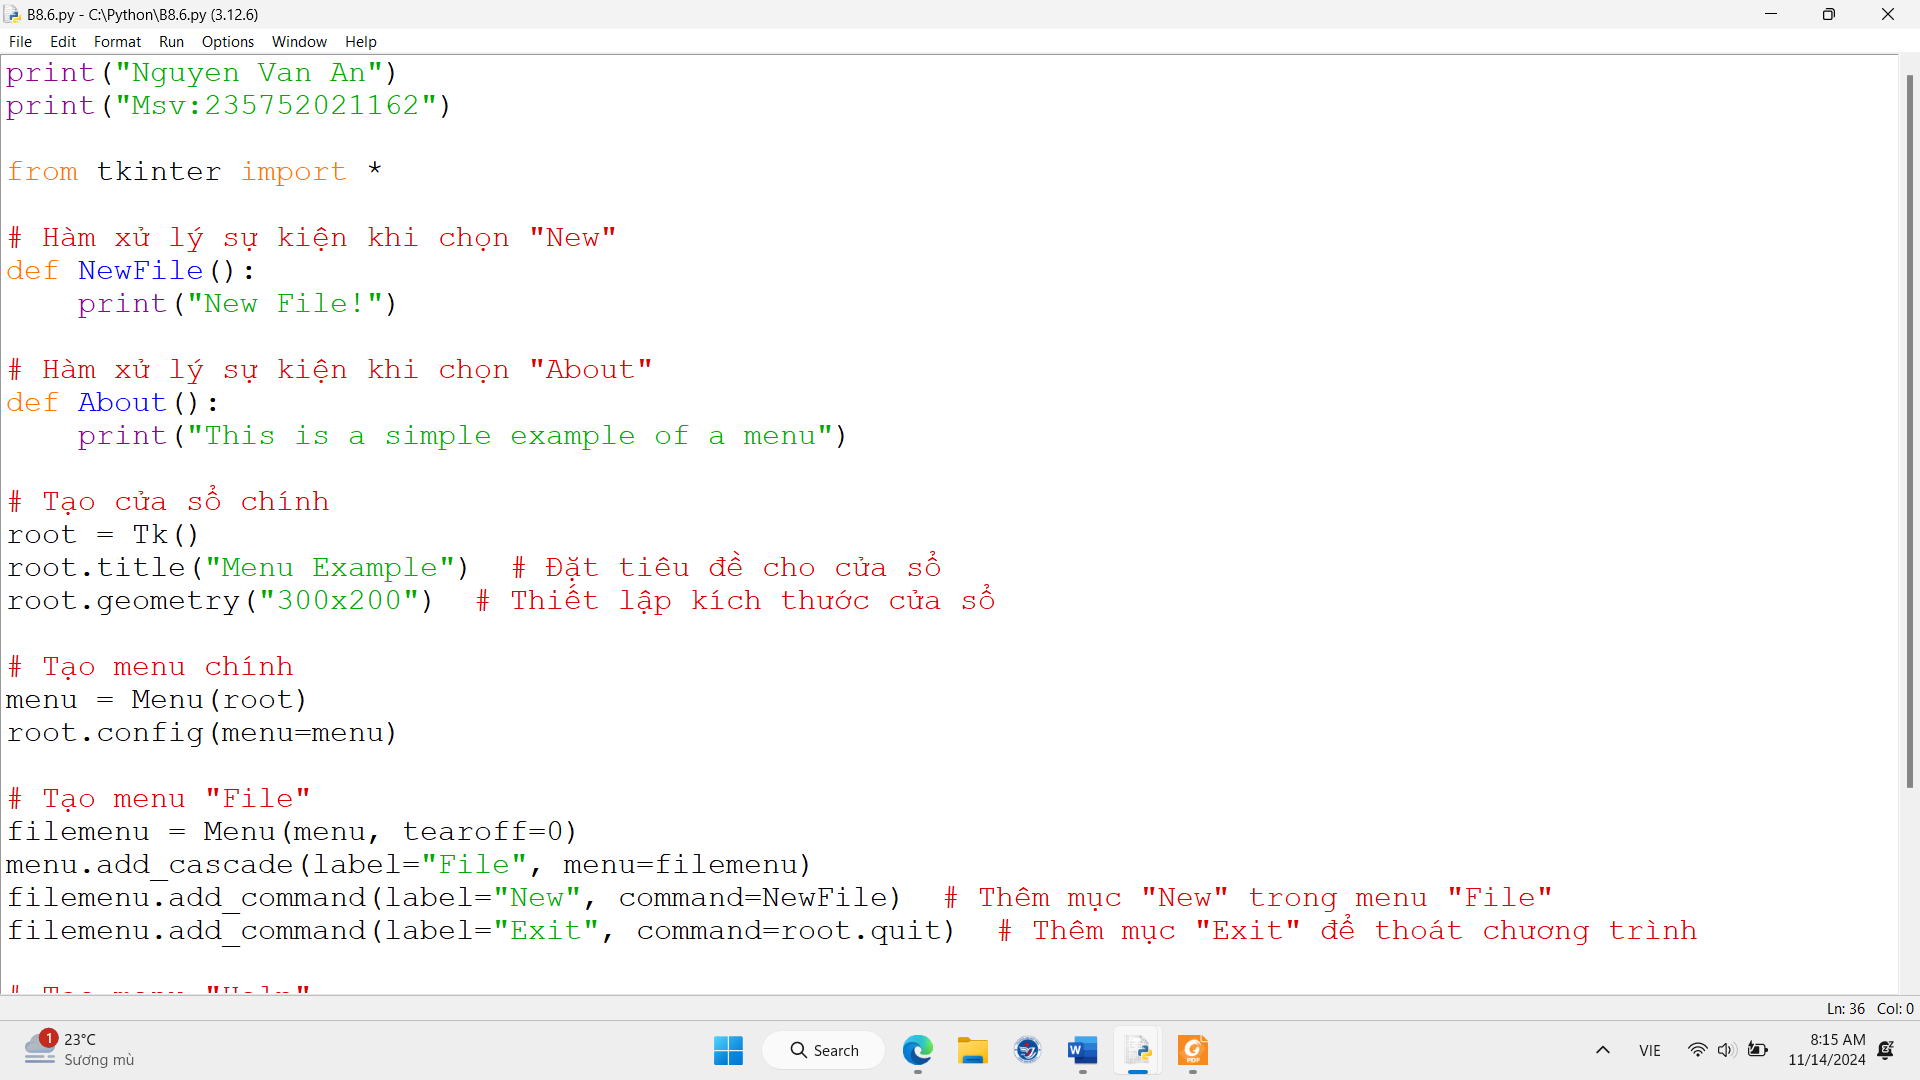 B8.6.py - C:\Python\B8.6.py (3.12.6)
File Edit Format Run Options Window Help
print("Nguyen Van An")
print("Msv:235752021162")
from tkinter import *
# Hàm xử lý sự kiện khi chọn "New"
def NewFile():
    print("New File!")
# Hàm xử lý sự kiện khi chọn "About"
def About():
    print("This is a simple example of a menu")
# Tạo cửa sổ chính
root = Tk()
root.title("Menu Example")  # Đặt tiêu đề cho cửa sổ
root.geometry("300x200")  # Thiết lập kích thước cửa sổ
# Tạo menu chính
menu = Menu(root)
root.config(menu=menu)
# Tạo menu "File"
filemenu = Menu(menu, tearoff=0)
menu.add_cascade(label="File", menu=filemenu)
filemenu.add_command(label="New", command=NewFile)  # Thêm mục "New" trong menu "File"
filemenu.add_command(label="Exit", command=root.quit)  # Thêm mục "Exit" để thoát chương trình
# Tạo menu "Help"
Ln: 36 Col: 0
1
23°C
Sương mù
Search
VIE
8:15 AM
11/14/2024